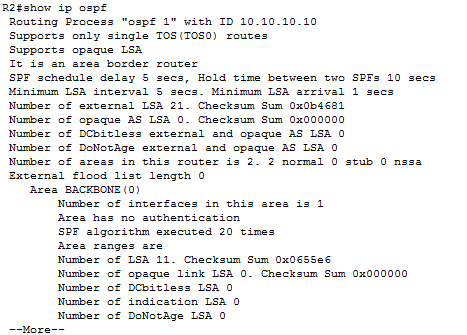 R2#show ip ospf
Routing Process "ospf 1" with ID 10.10.10.10
Supports only single TOS(TOS0) routes
Supports opaque LSA
It is an area border router
SPF schedule delay 5 secs, Hold time between two SPFs 10 secs
Minimum LSA interval 5 secs. Minimum LSA arrival 1 secs
Number of external LSA 21. Checksum Sum 0x0b4681
Number of opaque AS LSA 0. Checksum Sum 0x000000
Number of DCbitless external and opaque AS LSA 0
Number of DoNotAge external and opaque AS LSA 0
Number of areas in this router is 2. 2 normal 0 stub 0 nssa
External flood list length 0
Area BACKBONE(0)
Number of interfaces in this area is 1
Area has no authentication
SPF algorithm executed 20 times
Area ranges are
Number of LSA 11. Checksum Sum 0x0655e6
Number of opaque link LSA 0. Checksum Sum 0x000000
Number of DCbitless LSA 0
Number of indication LSA 0
Number of DoNotAge LSA 0
--More--